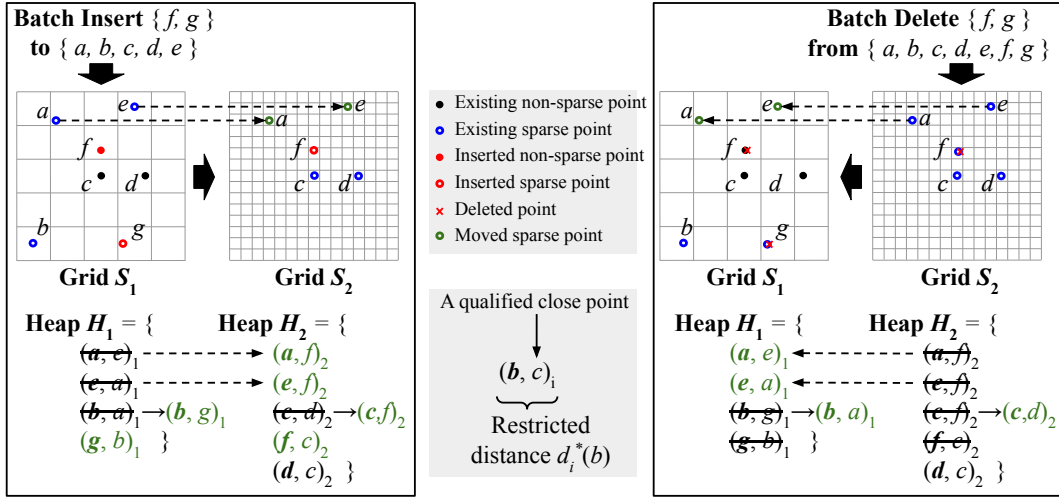 Batch Insert { f, g }
to { a, b, c, d, e }
a
e
f
c
d
b
g
Grid S1
e
a
f
c
d
Grid S2
Heap H1 = {
(a, e)1
(e, a)1
(b, a)1 → (b, g)1
(g, b)1 }
Heap H2 = {
(a, f)2
(e, f)2
(c, d)2 → (c, f)2
(f, c)2
(d, c)2 }
Existing non-sparse point
Existing sparse point
Inserted non-sparse point
Inserted sparse point
Deleted point
Moved sparse point
A qualified close point
(b, c)i
Restricted
distance di*(b)
Batch Delete { f, g }
from { a, b, c, d, e, f, g }
a
e
f
c
d
b
g
Grid S1
e
a
f
c
d
Grid S2
Heap H1 = {
(a, e)1
(e, a)1
(b, g)1 → (b, a)1
(g, b)1 }
Heap H2 = {
(a, f)2
(e, f)2
(c, f)2 → (c,d)2
(f, c)2
(d, c)2 }